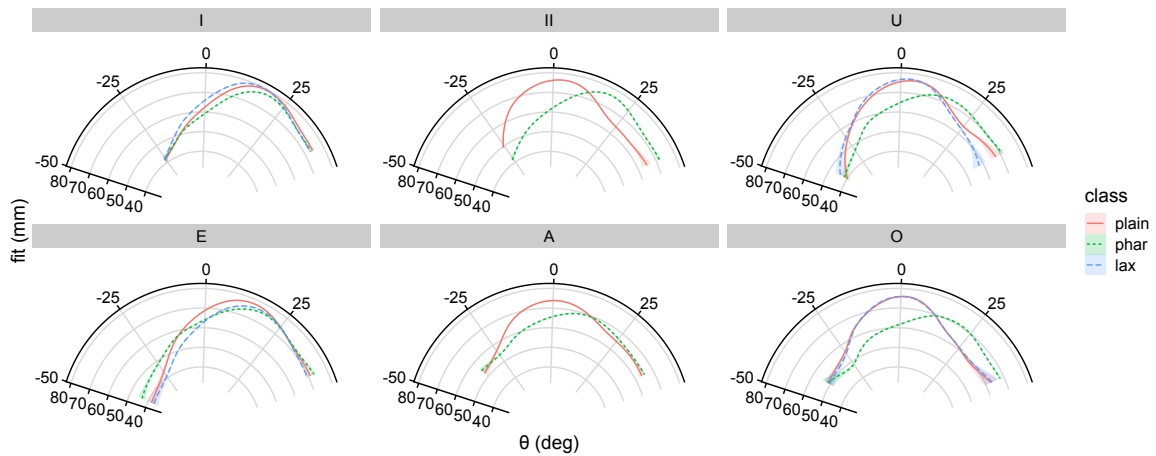 I II U
0 0 0
-25 25 -25 25 -25 25
-50 -50 -50
80 70 60 50 40 80 70 60 50 40 80 70 60 50 40
E A O
0 0 0
-25 25 -25 25 -25 25
-50 -50 -50
80 70 60 50 40 80 70 60 50 40 80 70 60 50 40
fit (mm)
θ (deg)
class
plain
phar
lax